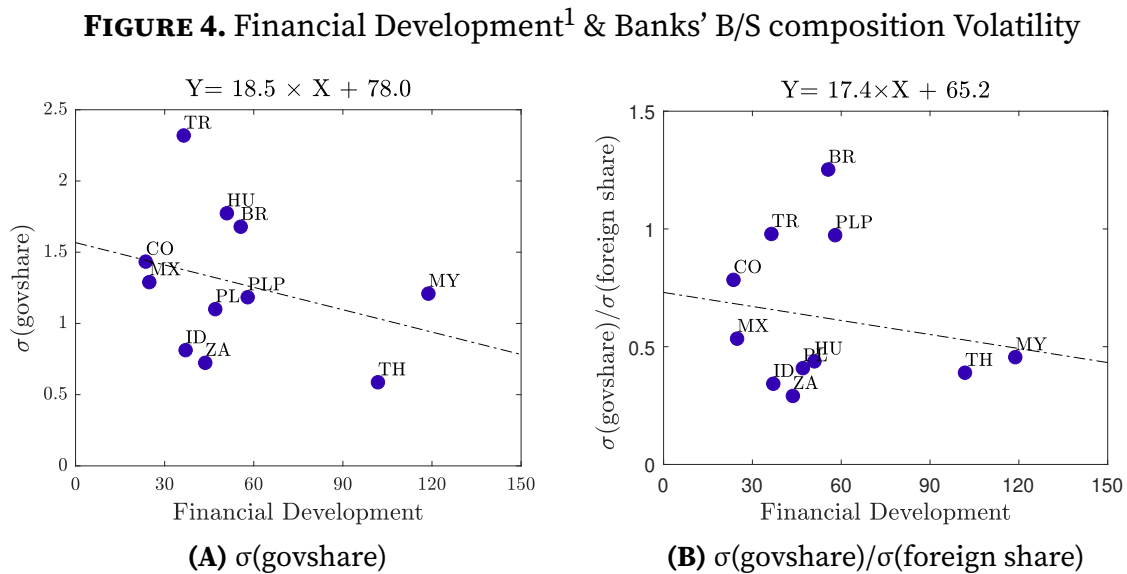 FIGURE 4. Financial Development¹ & Banks' B/S composition Volatility
Y= 18.5 × X + 78.0
2.5
2
1.5
1
0.5
0
σ(govshare)
TR
HU
BR
CO
MX
PL
PLP
MY
ID
ZA
TH
0 30 60 90 120 150
Financial Development
(A) σ(govshare)
Y= 17.4×X + 65.2
1.5
1
0.5
0
σ(govshare)/σ(foreign share)
BR
TR
PLP
CO
MX
HU
PL
MY
ID
ZA
TH
0 30 60 90 120 150
Financial Development
(B) σ(govshare)/σ(foreign share)